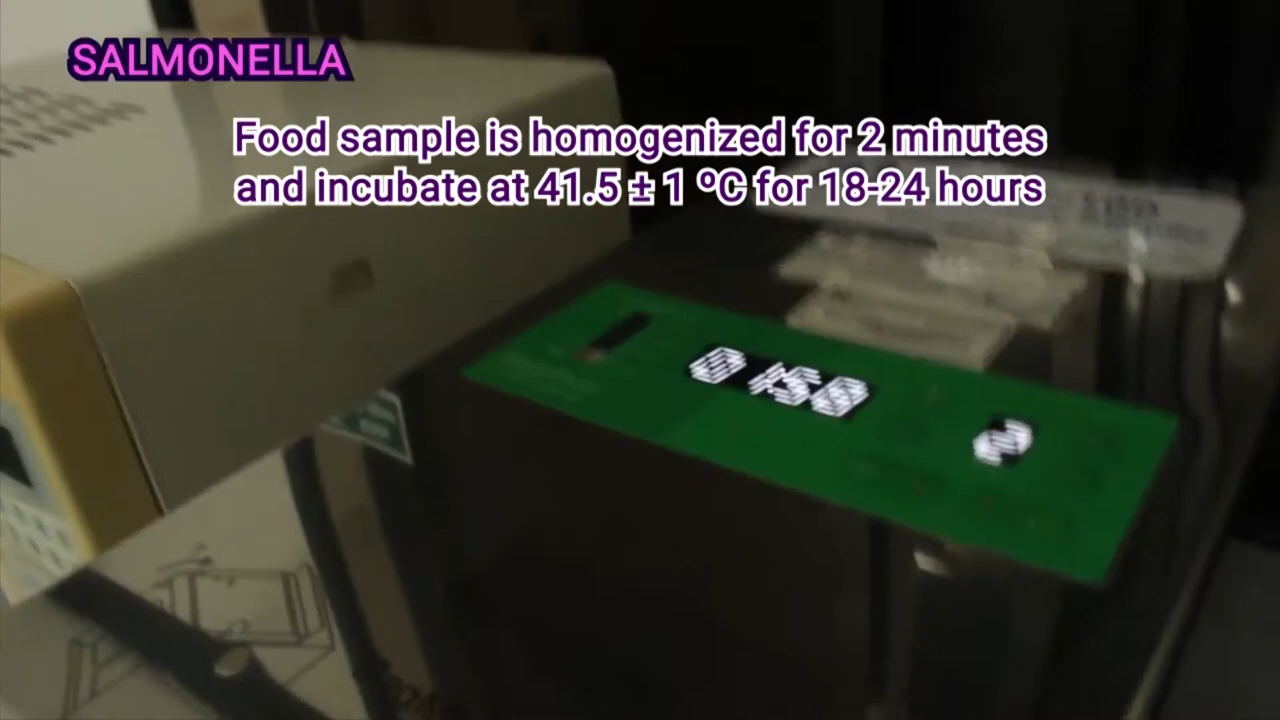 SALMONELLA
Food sample is homogenized for 2 minutes
and incubate at 41.5 ± 1 ºC for 18-24 hours